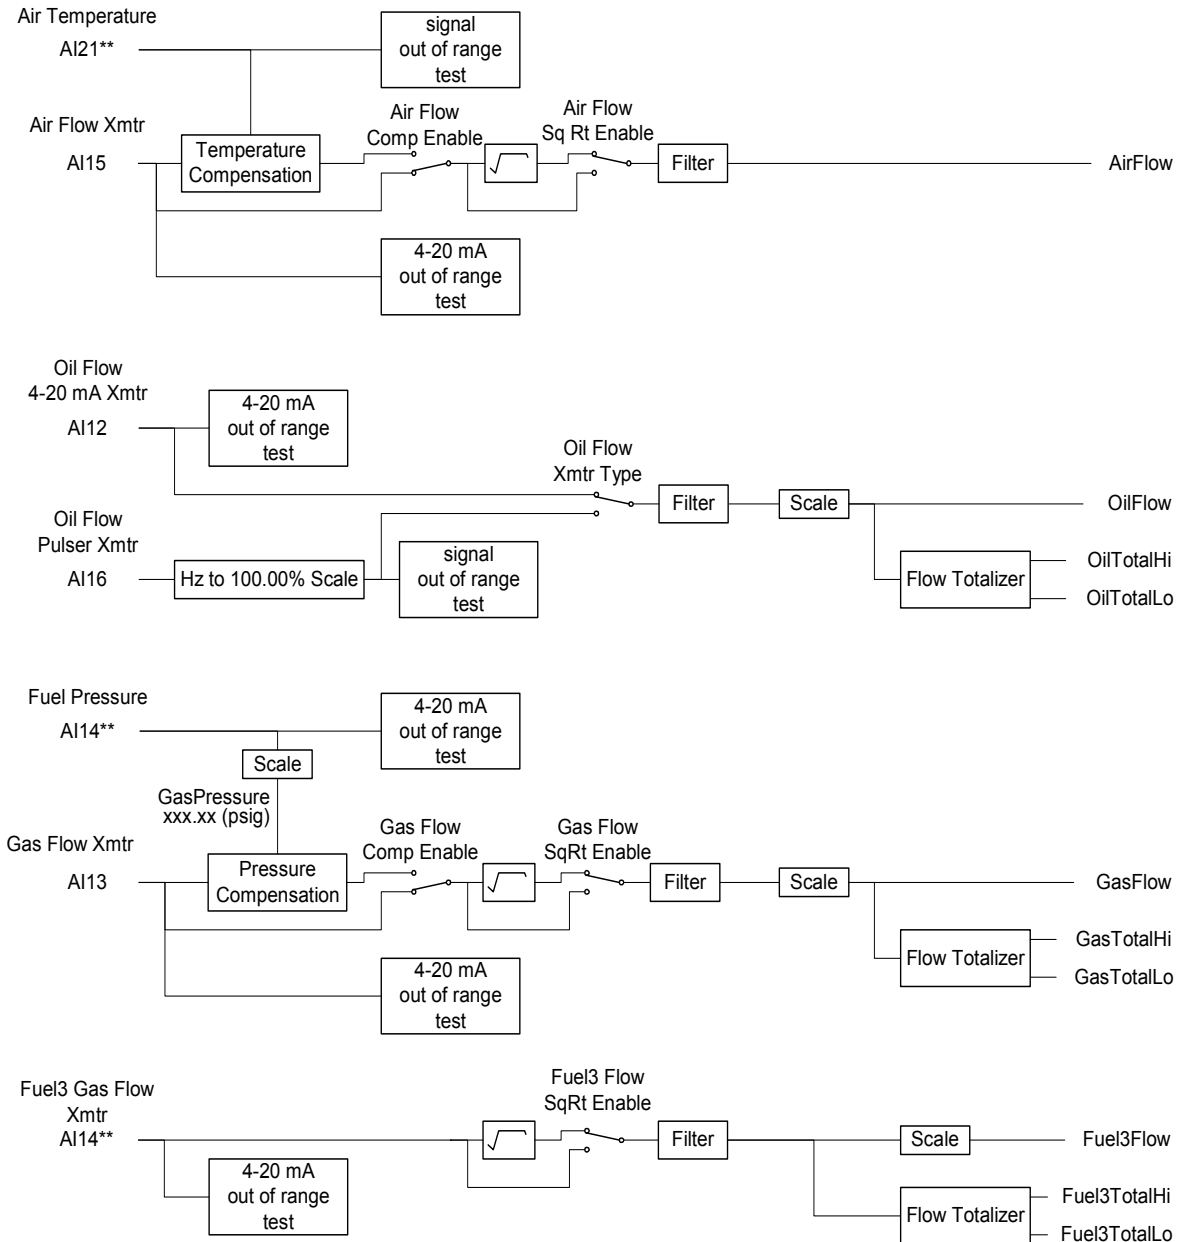 Air Temperature
AI21**
signal
out of range
test
Air Flow Xmtr
AI15
Temperature
Compensation
Air Flow
Comp Enable
Air Flow
Sq Rt Enable
Filter
AirFlow
4-20 mA
out of range
test
Oil Flow
4-20 mA Xmtr
AI12
4-20 mA
out of range
test
Oil Flow
Xmtr Type
Filter
Scale
OilFlow
Oil Flow
Pulser Xmtr
AI16
Hz to 100.00% Scale
signal
out of range
test
Flow Totalizer
OilTotalHi
OilTotalLo
Fuel Pressure
AI14**
4-20 mA
out of range
test
Scale
GasPressure
xxx.xx (psig)
Gas Flow Xmtr
AI13
Pressure
Compensation
Gas Flow
Comp Enable
Gas Flow
SqRt Enable
Filter
Scale
GasFlow
Flow Totalizer
GasTotalHi
GasTotalLo
4-20 mA
out of range
test
Fuel3 Gas Flow
Xmtr
AI14**
4-20 mA
out of range
test
Fuel3 Flow
SqRt Enable
Filter
Scale
Fuel3Flow
Flow Totalizer
Fuel3TotalHi
Fuel3TotalLo